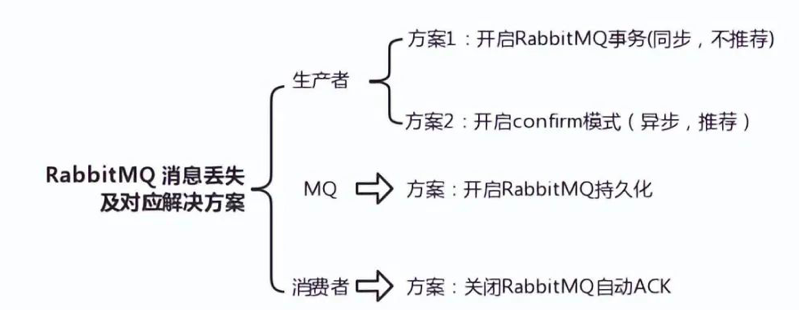 方案1：开启RabbitMQ事务(同步，不推荐)
生产者
方案2：开启confirm模式（异步，推荐）
RabbitMQ 消息丢失
及对应解决方案
MQ
方案：开启RabbitMQ持久化
消费者
方案：关闭RabbitMQ自动ACK